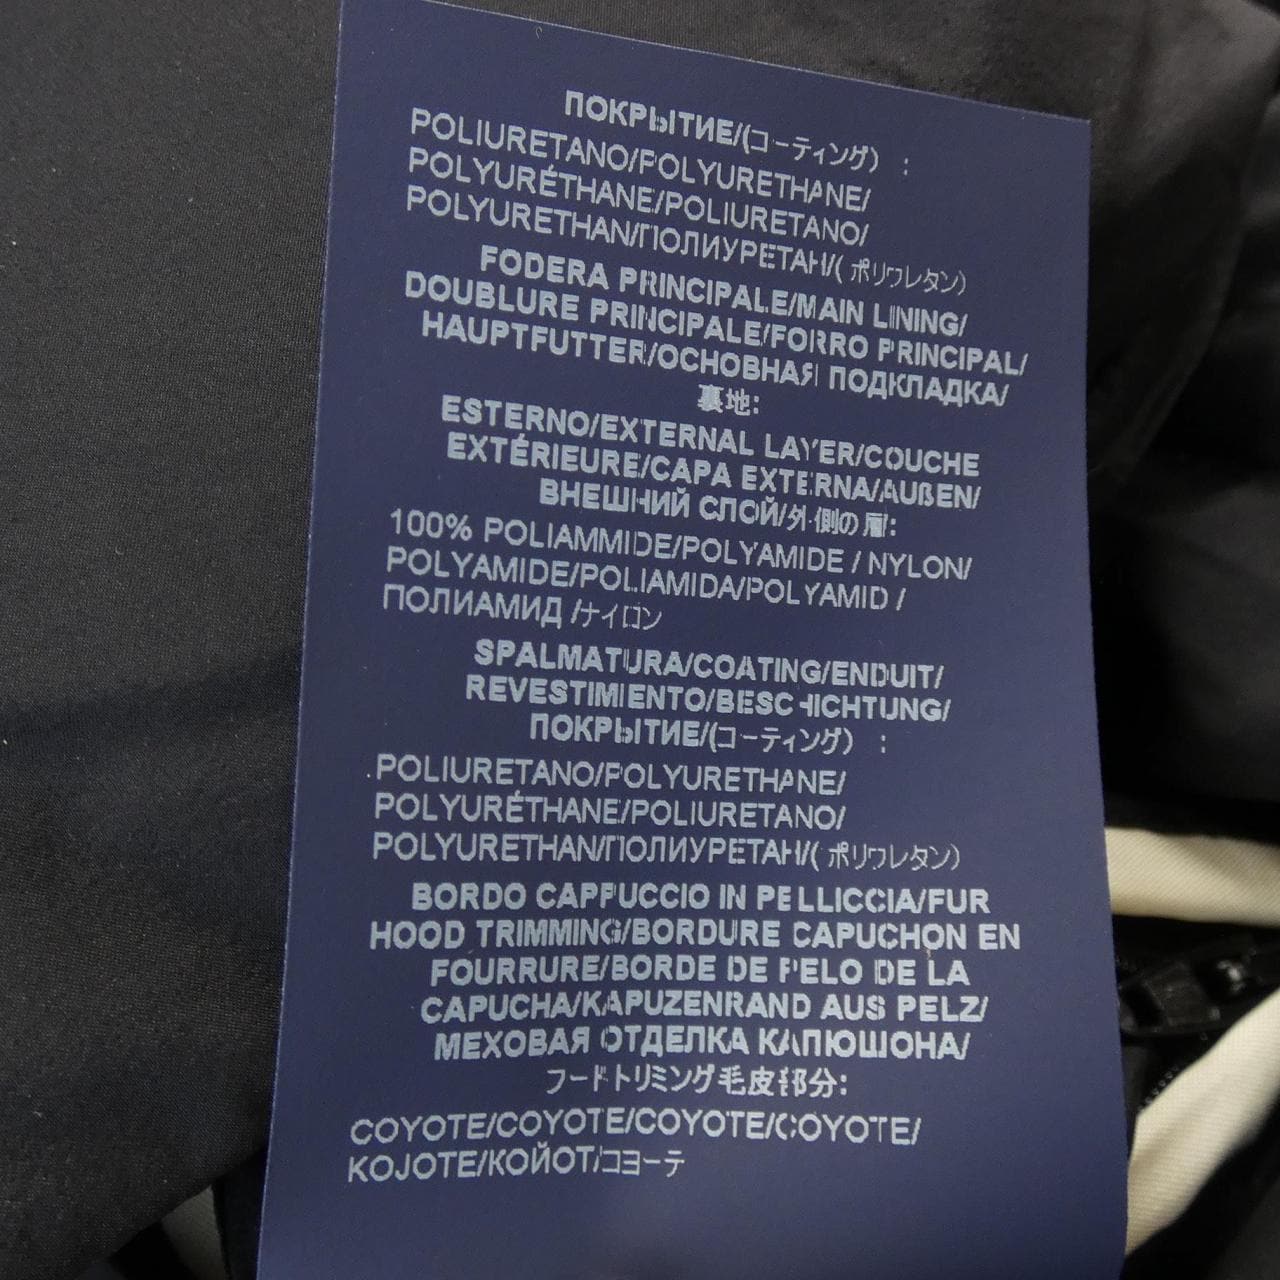 ПОКРЫТИЕ/(コーティング) :
POLIURETANO/POLYURETHANE/
POLYURÉTHANE/POLIURETANO/
POLYURETHAN/ПОЛИУРЕТАН/(ポリウレタン)
FODERA PRINCIPALE/MAIN LINING/
DOUBLURE PRINCIPALE/FORRO PRINCIPAL/
HAUPTFUTTER/ОСНОВНАЯ ПОДКЛАДКА/
裏地:
ESTERNO/EXTERNAL LAYER/COUCHE
EXTÉRIEURE/CAPA EXTERNA/AUßEN/
ВНЕШНИЙ СЛОЙ/外側の層:
100% POLIAMMIDE/POLYAMIDE / NYLON/
POLYAMIDE/POLIAMIDA/POLYAMID /
ПОЛИАМИД /ナイロン
SPALMATURA/COATING/ENDUIT/
REVESTIMIENTO/BESCHICHTUNG/
ПОКРЫТИЕ/(コーティング) :
POLIURETANO/POLYURETHANE/
POLYURÉTHANE/POLIURETANO/
POLYURETHAN/ПОЛИУРЕТАН/(ポリウレタン)
BORDO CAPPUCCIO IN PELLICCIA/FUR
HOOD TRIMMING/BORDURE CAPUCHON EN
FOURRURE/BORDE DE PELO DE LA
CAPUCHA/KAPUZENRAND AUS PELZ/
МЕХОВАЯ ОТДЕЛКА КАПЮШОНА/
フードトリミング毛皮部分:
COYOTE/COYOTE/COYOTE/COYOTE/
KOJOTE/КОЙОТ/コヨーテ